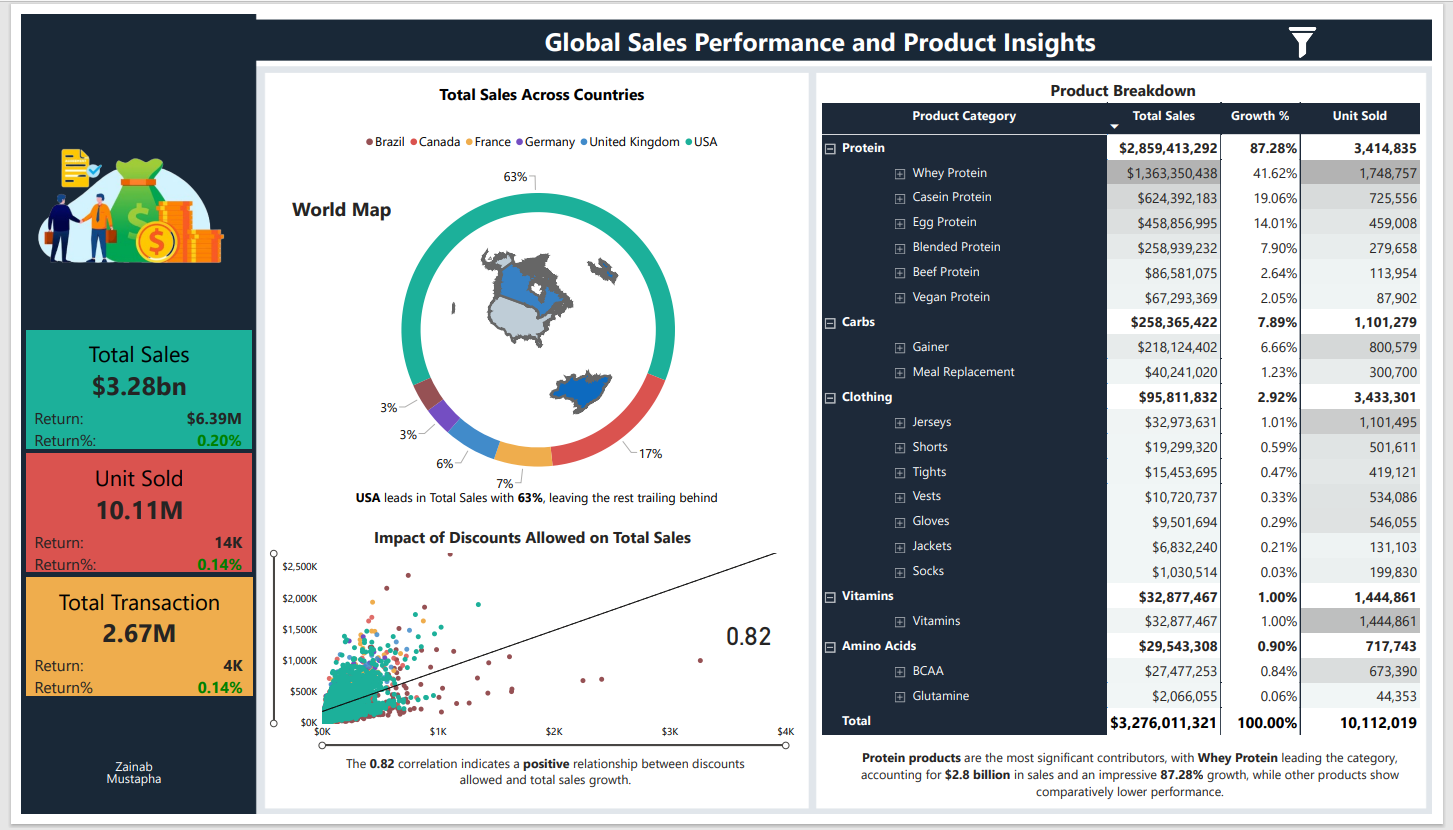 Global Sales Performance and Product Insights
Total Sales
$3.28bn
Return: $6.39M
Return%: 0.20%
Unit Sold
10.11M
Return: 14K
Return%: 0.14%
Total Transaction
2.67M
Return: 4K
Return% 0.14%
Zainab
Mustapha
Total Sales Across Countries
Brazil Canada France Germany United Kingdom USA
World Map
63%
3%
3%
6%
7%
17%
USA leads in Total Sales with 63%, leaving the rest trailing behind
Impact of Discounts Allowed on Total Sales
$2,500K
$2,000K
$1,500K
$1,000K
$500K
$0K
0.82
$0K $1K $2K $3K $4K
The 0.82 correlation indicates a positive relationship between discounts
allowed and total sales growth.
Product Breakdown
Product Category Total Sales Growth % Unit Sold
Protein $2,859,413,292 87.28% 3,414,835
Whey Protein $1,363,350,438 41.62% 1,748,757
Casein Protein $624,392,183 19.06% 725,556
Egg Protein $458,856,995 14.01% 459,008
Blended Protein $258,939,232 7.90% 279,658
Beef Protein $86,581,075 2.64% 113,954
Vegan Protein $67,293,369 2.05% 87,902
Carbs $258,365,422 7.89% 1,101,279
Gainer $218,124,402 6.66% 800,579
Meal Replacement $40,241,020 1.23% 300,700
Clothing $95,811,832 2.92% 3,433,301
Jerseys $32,973,631 1.01% 1,101,495
Shorts $19,299,320 0.59% 501,611
Tights $15,453,695 0.47% 419,121
Vests $10,720,737 0.33% 534,086
Gloves $9,501,694 0.29% 546,055
Jackets $6,832,240 0.21% 131,103
Socks $1,030,514 0.03% 199,830
Vitamins $32,877,467 1.00% 1,444,861
Vitamins $32,877,467 1.00% 1,444,861
Amino Acids $29,543,308 0.90% 717,743
BCAA $27,477,253 0.84% 673,390
Glutamine $2,066,055 0.06% 44,353
Total $3,276,011,321 100.00% 10,112,019
Protein products are the most significant contributors, with Whey Protein leading the category,
accounting for $2.8 billion in sales and an impressive 87.28% growth, while other products show
comparatively lower performance.